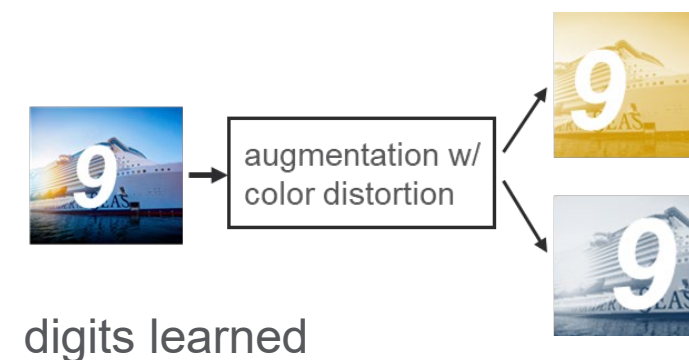 9
9
augmentation w/
color distortion
9
digits learned